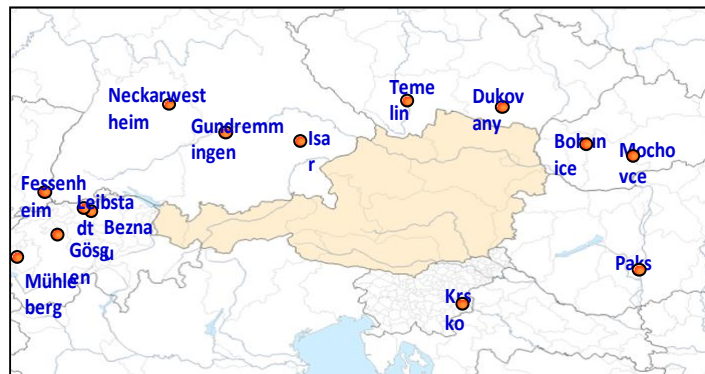 Neckarwest
heim
Gundremm
ingen
Isa
r
Teme
lin
Dukov
any
Bohun
ice
Mocho
vce
Fessenh
eim
Leibsta
dt
Bezna
u
Gösg
en
Mühle
berg
Paks
Krs
ko